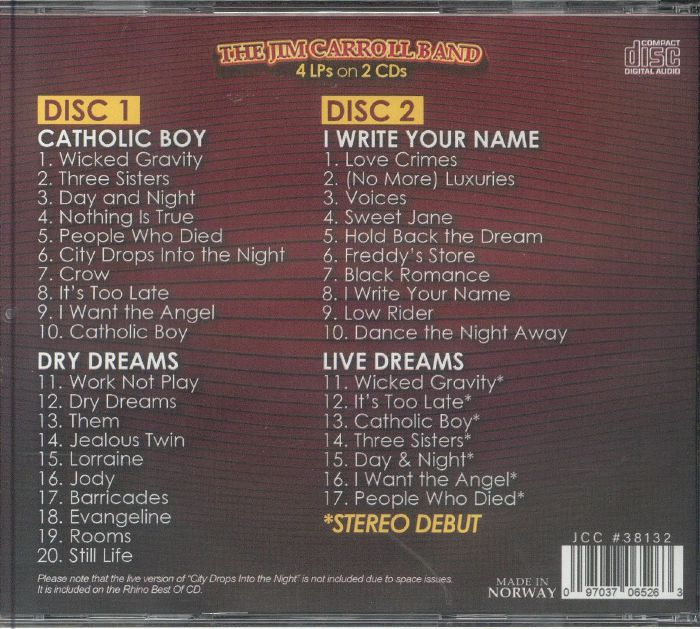 THE JIM CARROLL BAND
4 LPs on 2 CDs
COMPACT
disc
DIGITAL AUDIO
DISC 1
CATHOLIC BOY
1. Wicked Gravity
2. Three Sisters
3. Day and Night
4. Nothing Is True
5. People Who Died
6. City Drops Into the Night
7. Crow
8. It's Too Late
9. I Want the Angel
10. Catholic Boy
DRY DREAMS
11. Work Not Play
12. Dry Dreams
13. Them
14. Jealous Twin
15. Lorraine
16. Jody
17. Barricades
18. Evangeline
19. Rooms
20. Still Life
DISC 2
I WRITE YOUR NAME
1. Love Crimes
2. (No More) Luxuries
3. Voices
4. Sweet Jane
5. Hold Back the Dream
6. Freddy's Store
7. Black Romance
8. I Write Your Name
9. Low Rider
10. Dance the Night Away
LIVE DREAMS
11. Wicked Gravity*
12. It's Too Late*
13. Catholic Boy*
14. Three Sisters*
15. Day & Night*
16. I Want the Angel*
17. People Who Died*
*STEREO DEBUT
Please note that the live version of "City Drops Into the Night" is not included due to space issues.
It is included on the Rhino Best Of CD.
MADE IN
NORWAY
JCC #38132
0 97037 06526 3